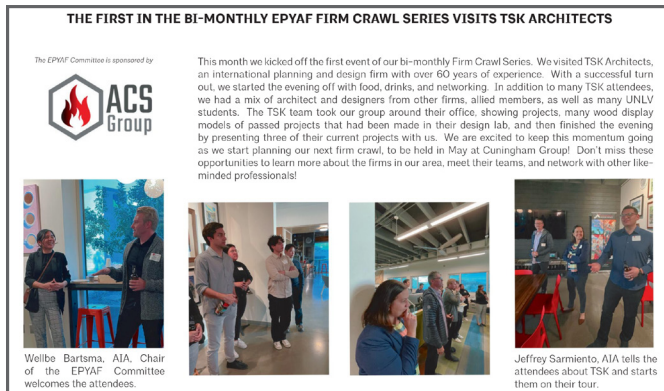 THE FIRST IN THE BI-MONTHLY EPYAF FIRM CRAWL SERIES VISITS TSK ARCHITECTS
The EPYAF Committee is sponsored by
ACS
Group
This month we kicked off the first event of our bi-monthly Firm Crawl Series. We visited TSK Architects,
an international planning and design firm with over 60 years of experience. With a successful turn
out, we started the evening off with food, drinks, and networking. In addition to many TSK attendees,
we had a mix of architect and designers from other firms, allied members, as well as many UNLV
students. The TSK team took our group around their office, showing projects, many wood display
models of passed projects that had been made in their design lab, and then finished the evening
by presenting three of their current projects with us. We are excited to keep this momentum going
as we start planning our next firm crawl, to be held in May at Cuningham Group! Don't miss these
opportunities to learn more about the firms in our area, meet their teams, and network with other like-
minded professionals!
Wellbe Bartsma, AIA, Chair
of the EPYAF Committee
welcomes the attendees.
Jeffrey Sarmiento, AIA tells the
attendees about TSK and starts
them on their tour.